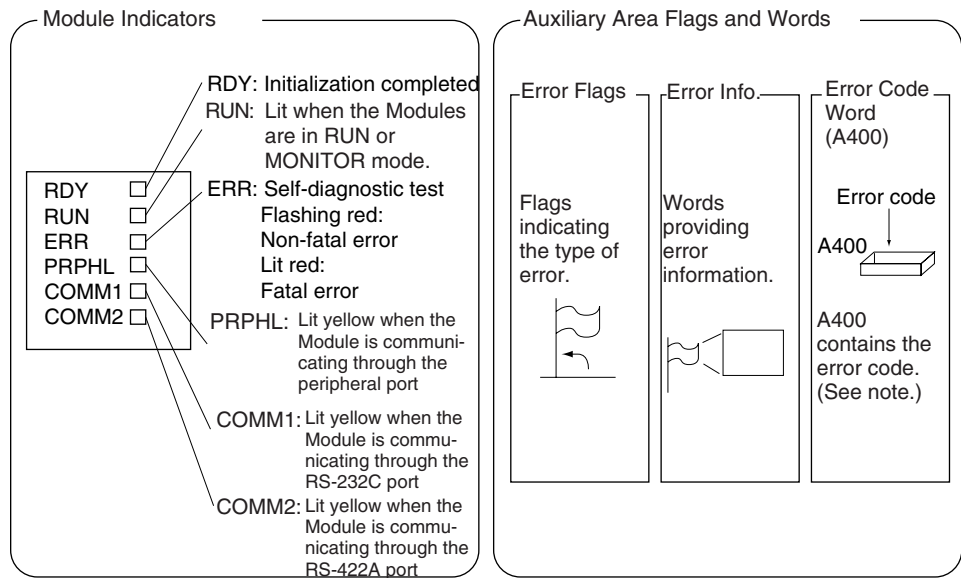 Module Indicators
RDY: Initialization completed
RUN: Lit when the Modules
are in RUN or
MONITOR mode.
RDY
RUN
ERR
PRPHL
COMM1
COMM2
ERR: Self-diagnostic test
Flashing red:
Non-fatal error
Lit red:
Fatal error
PRPHL: Lit yellow when the
Module is communi-
cating through the
peripheral port
COMM1: Lit yellow when the
Module is commu-
nicating through the
RS-232C port
COMM2: Lit yellow when the
Module is commu-
nicating through the
RS-422A port
Auxiliary Area Flags and Words
Error Flags
Flags
indicating
the type of
error.
Error Info.
Words
providing
error
information.
Error Code
Word
(A400)
Error code
A400
A400
contains the
error code.
(See note.)